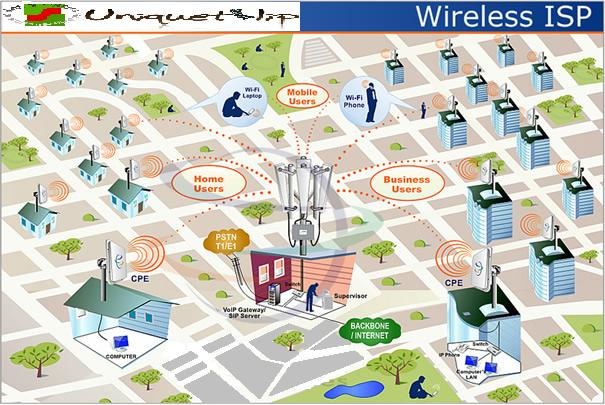 Wireless ISP
Wi-Fi
Laptop
Mobile
Users
Wi-Fi
Phone
Home
Users
Business
Users
PSTN
T1/E1
CPE
CPE
Switch
Supervisor
VoIP Gateway/
SIP Server
BACKBONE
/ INTERNET
COMPUTER
Switch
IP Phone
Computer's
LAN